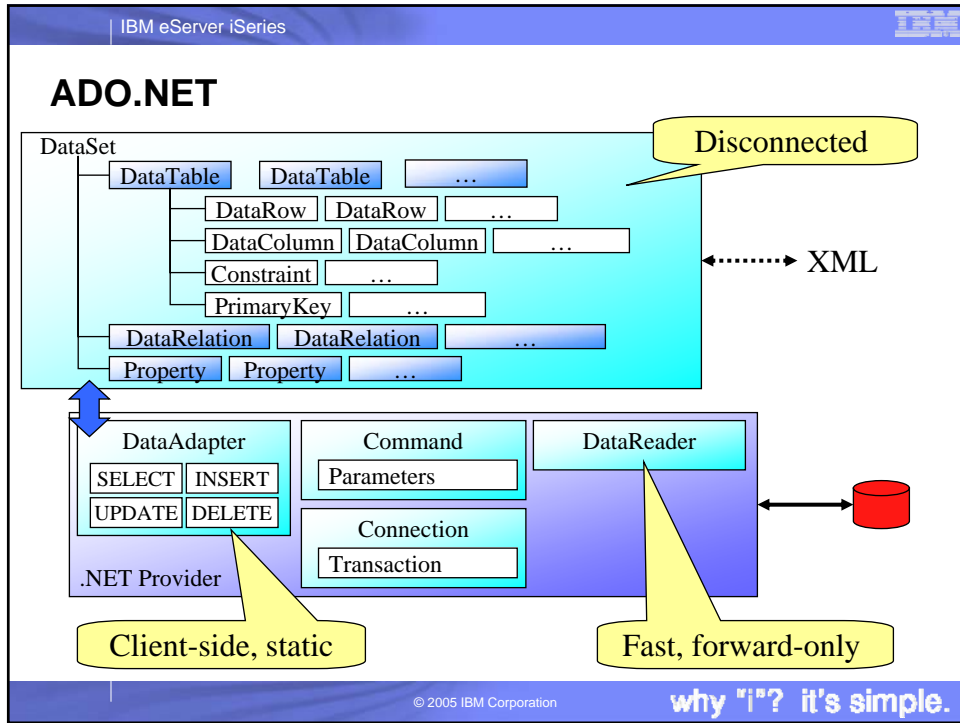 IBM eServer iSeries
IBM
ADO.NET
Disconnected
DataSet
DataTable DataTable …
DataRow DataRow …
DataColumn DataColumn …
Constraint …
PrimaryKey …
DataRelation DataRelation …
Property Property …
XML
DataAdapter
SELECT INSERT
UPDATE DELETE
Command
Parameters
DataReader
Connection
Transaction
.NET Provider
Client-side, static
Fast, forward-only
© 2005 IBM Corporation
why "i"? it's simple.